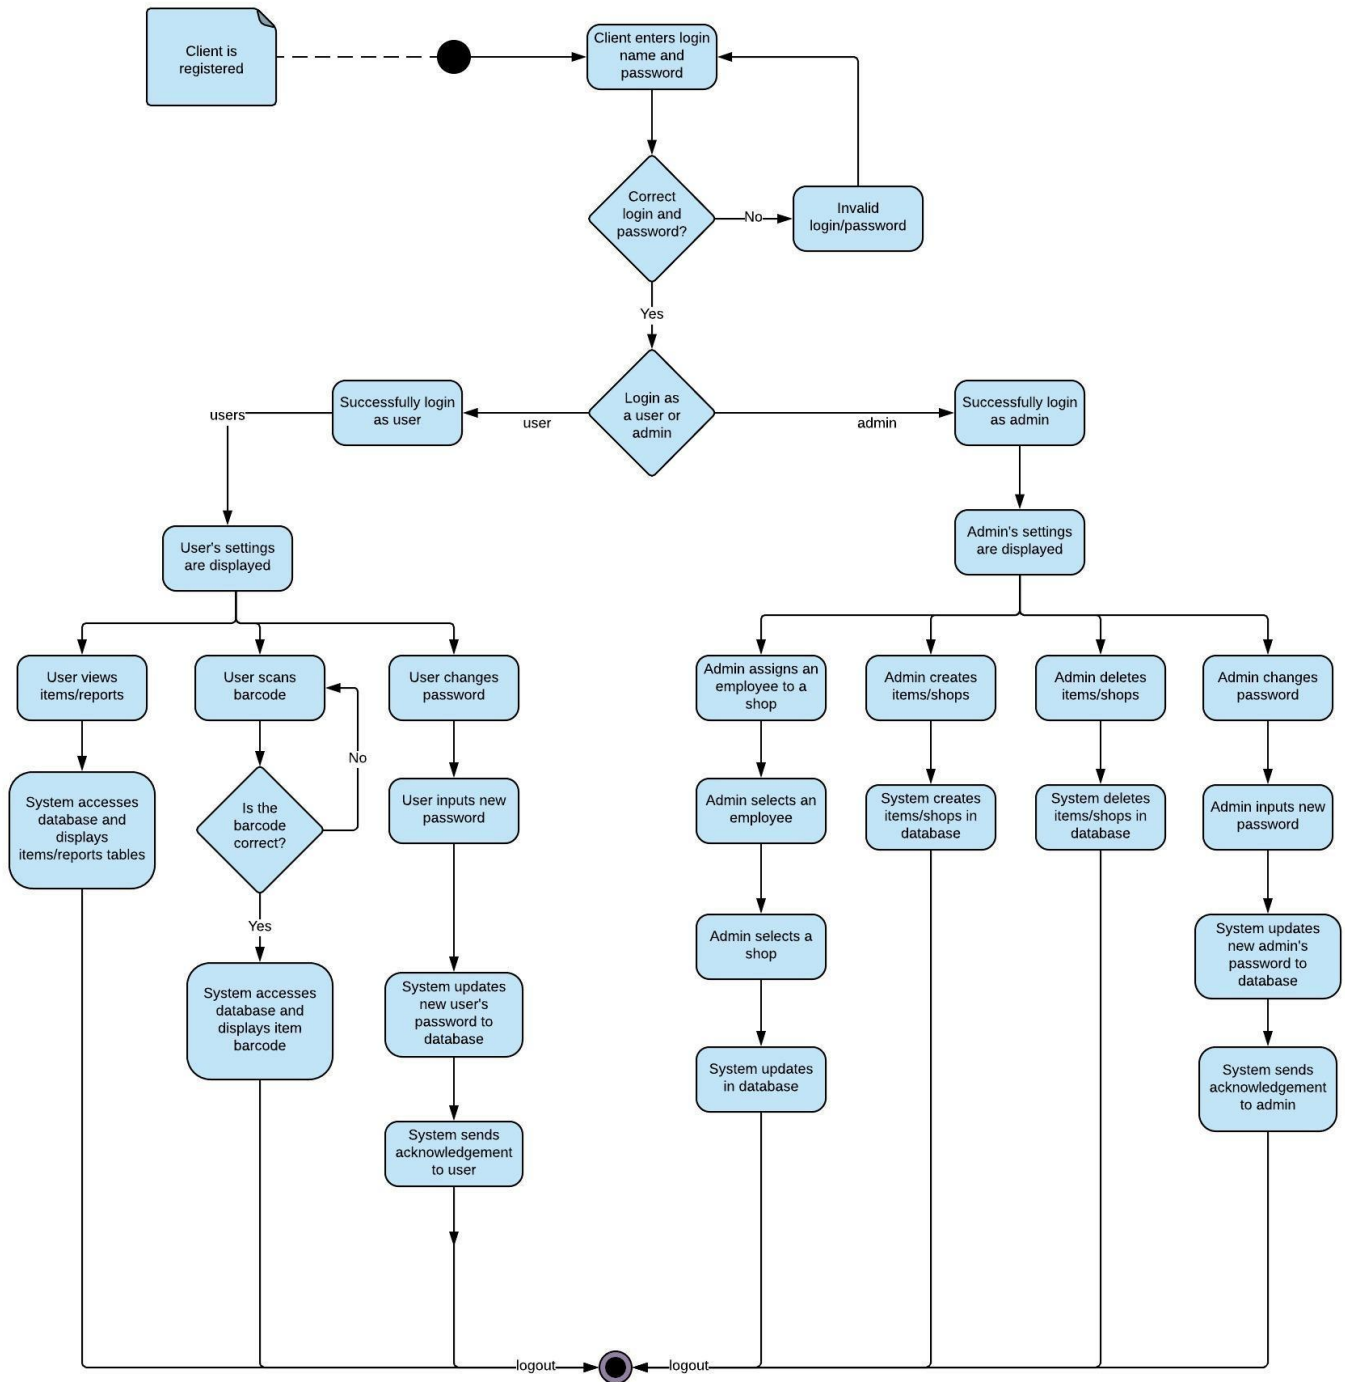 Client is
registered
Client enters login
name and
password
Correct
login and
password?
No
Invalid
login/password
Yes
Login as
a user or
admin
user
Successfully login
as user
users
admin
Successfully login
as admin
User's settings
are displayed
Admin's settings
are displayed
User views
items/reports
User scans
barcode
User changes
password
Admin assigns an
employee to a
shop
Admin creates
items/shops
Admin deletes
items/shops
Admin changes
password
No
System accesses
database and
displays
items/reports tables
Is the
barcode
correct?
User inputs new
password
Admin selects an
employee
System creates
items/shops in
database
System deletes
items/shops in
database
Admin inputs new
password
Yes
Admin selects a
shop
System updates
new admin's
password to
database
System accesses
database and
displays item
barcode
System updates
new user's
password to
database
System updates
in database
System sends
acknowledgement
to admin
System sends
acknowledgement
to user
logout
logout